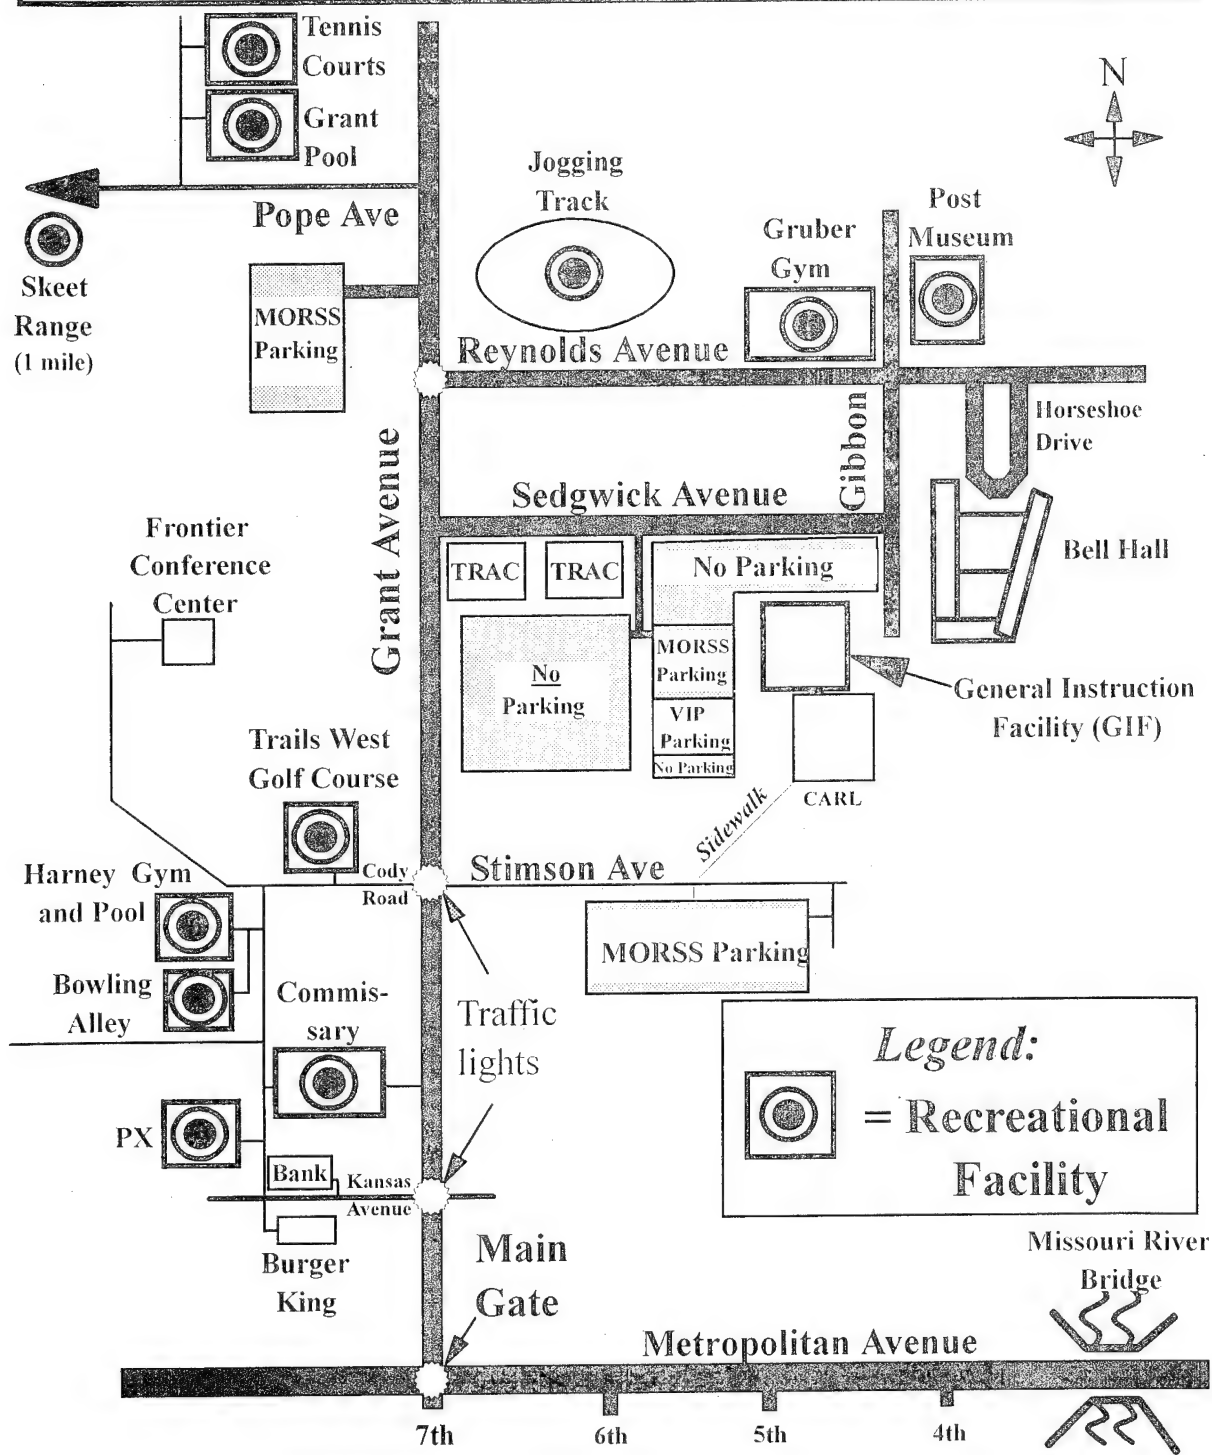 Tennis
Courts
Grant
Pool
N
Jogging
Track
Pope Ave
Post
Museum
Gruber
Gym
Skeet
Range
(1 mile)
MORSS
Parking
Reynolds Avenue
Horseshoe
Drive
Gibbon
Grant Avenue
Sedgwick Avenue
Frontier
Conference
Center
TRAC
TRAC
No Parking
Bell Hall
No
Parking
MORSS
Parking
VIP
Parking
No Parking
General Instruction
Facility (GIF)
CARL
Sidewalk
Trails West
Golf Course
Cody
Road
Stimson Ave
Harney Gym
and Pool
MORSS Parking
Bowling
Alley
Commis-
sary
Traffic
lights
Legend:
= Recreational
Facility
PX
Bank
Kansas
Avenue
Burger
King
Main
Gate
Missouri River
Bridge
Metropolitan Avenue
7th
6th
5th
4th